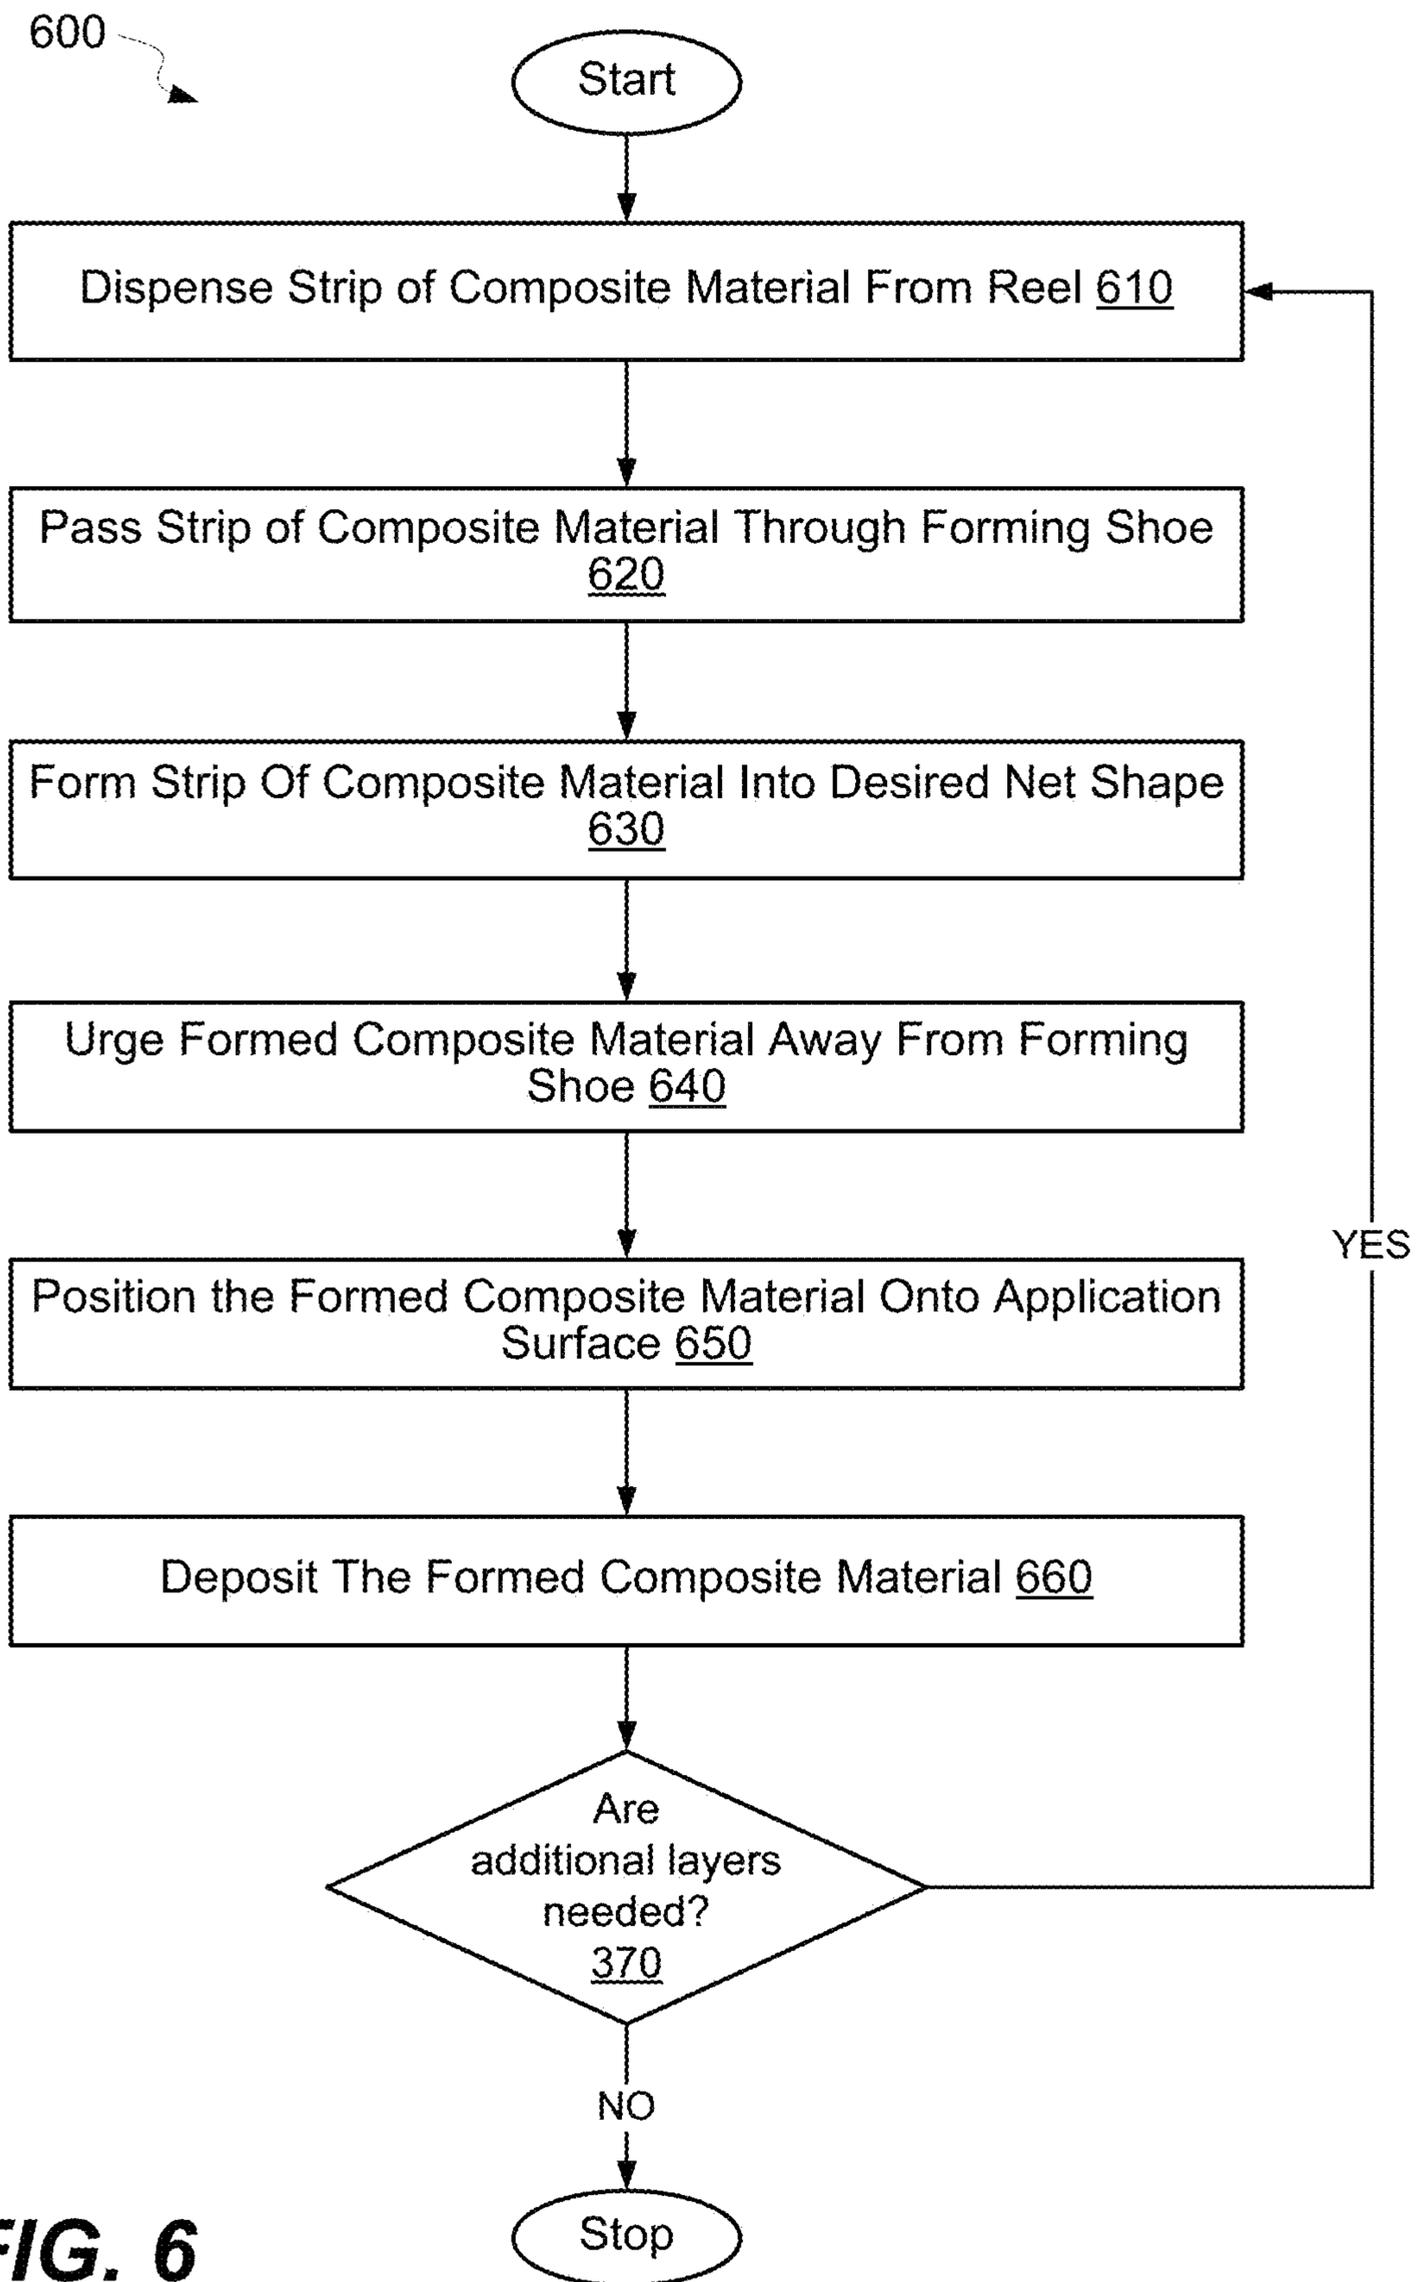 600
Start
Dispense Strip of Composite Material From Reel 610
Pass Strip of Composite Material Through Forming Shoe
620
Form Strip Of Composite Material Into Desired Net Shape
630
Urge Formed Composite Material Away From Forming
Shoe 640
Position the Formed Composite Material Onto Application
Surface 650
Deposit The Formed Composite Material 660
Are
additional layers
needed?
370
YES
NO
Stop
FIG. 6